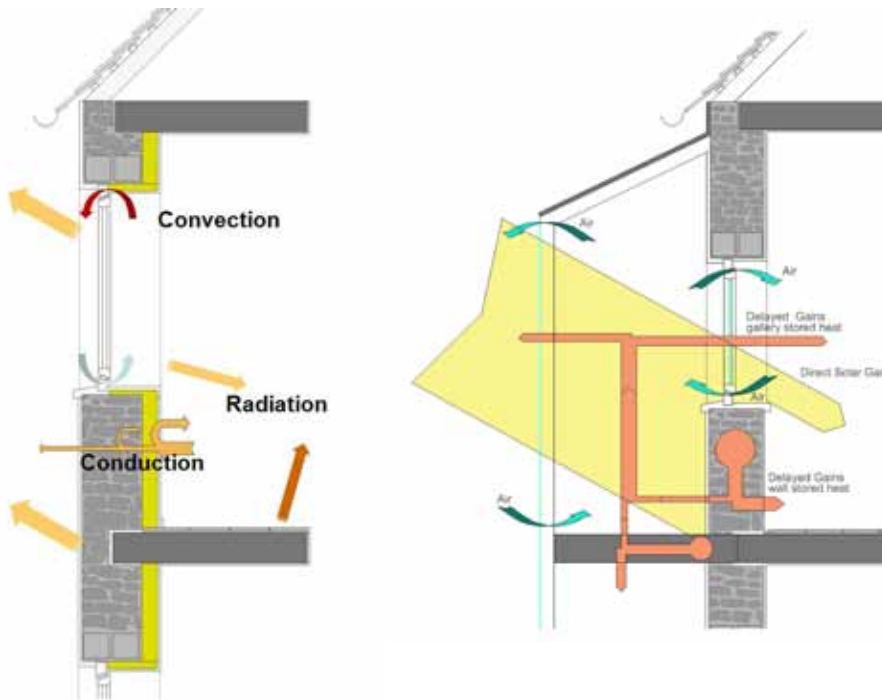 Convection
Radiation
Conduction
Air
Air
Delayed Gains
gallery stored heat
Direct Solar Gai
Air
Delayed Gains
wall stored heat
Air